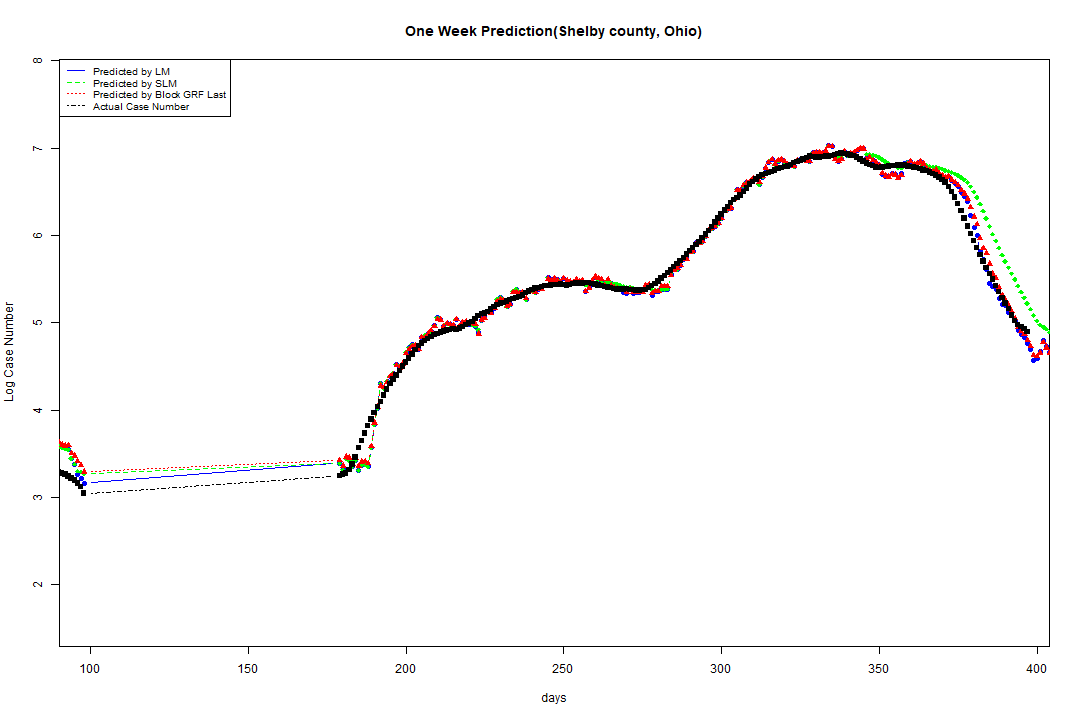 One Week Prediction(Shelby county, Ohio)
Predicted by LM
Predicted by SLM
Predicted by Block GRF Last
Actual Case Number
Log Case Number
8
7
6
5
4
3
2
100 150 200 250 300 350 400
days